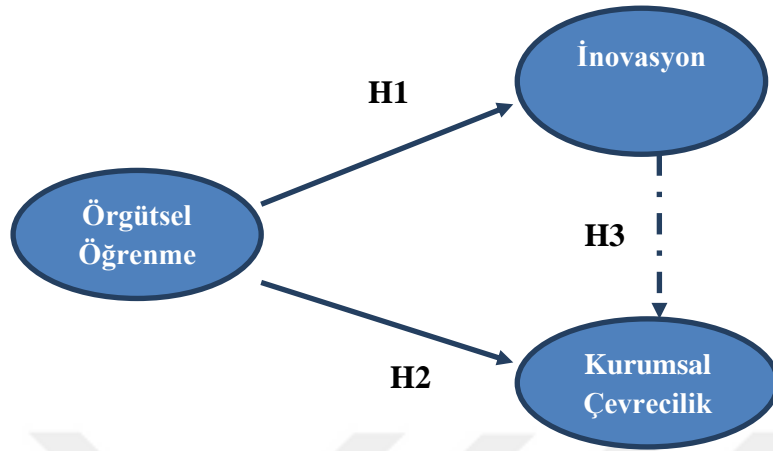 İnovasyon
H1
Örgütsel
Öğrenme
H3
H2
Kurumsal
Çevrecilik